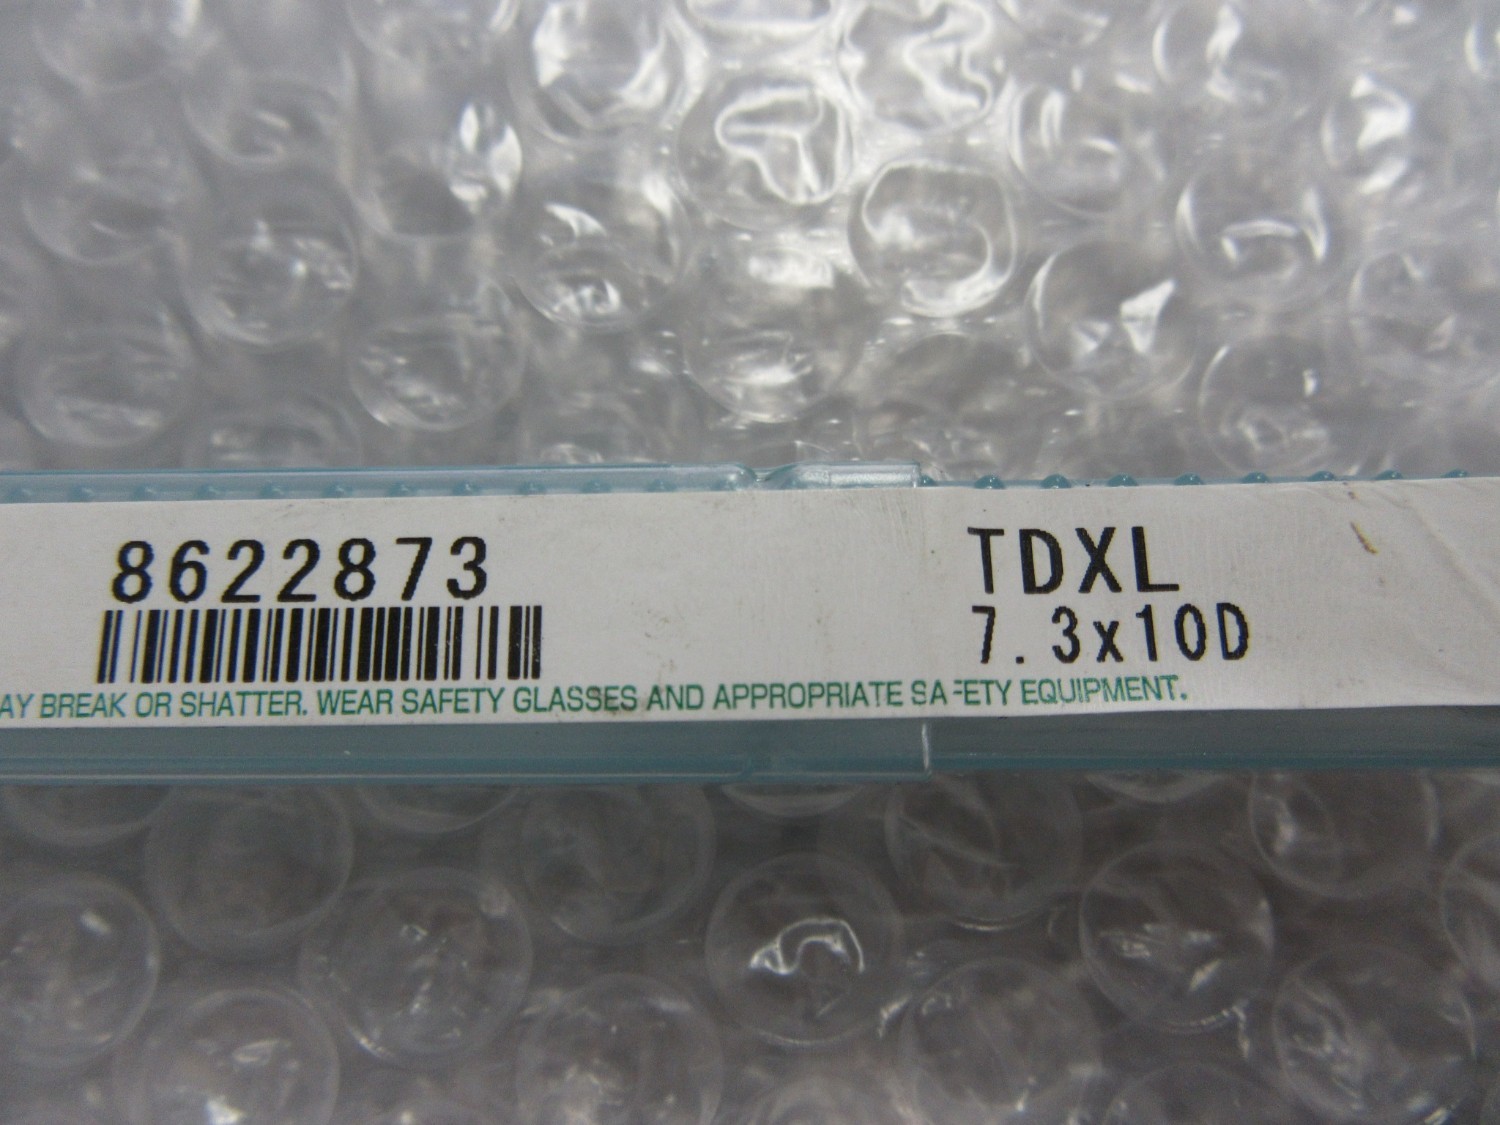 8622873
TDXL
7.3x10D
AY BREAK OR SHATTER. WEAR SAFETY GLASSES AND APPROPRIATE SAFETY EQUIPMENT.